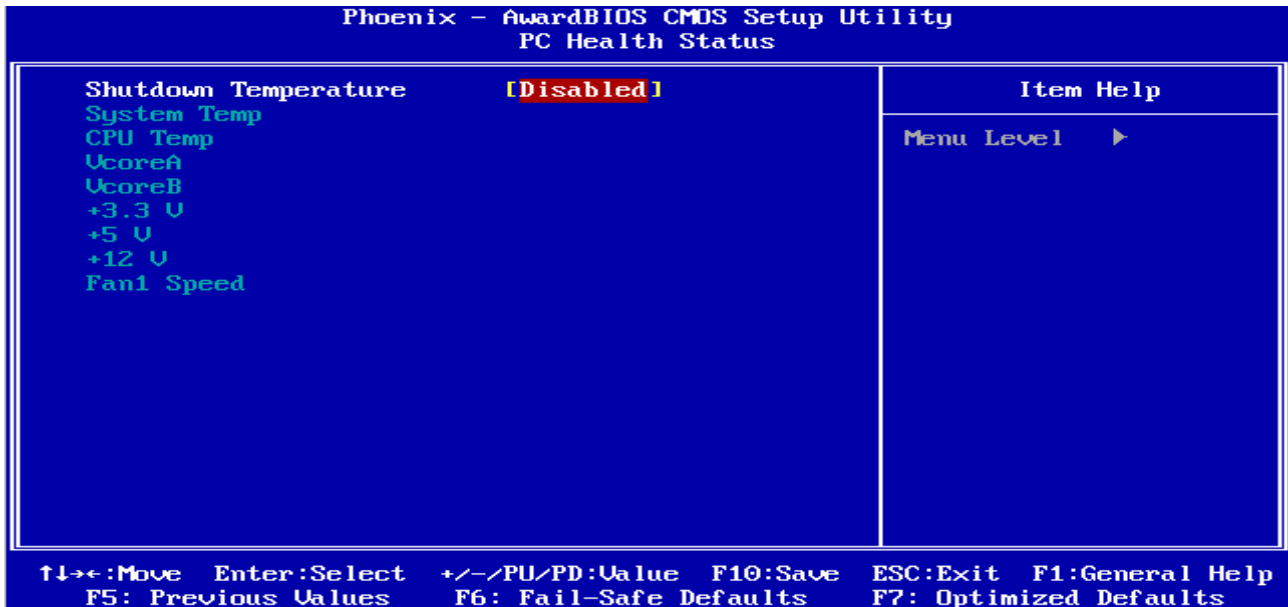 Phoenix - AwardBIOS CMOS Setup Utility
PC Health Status
Shutdown Temperature [Disabled]
System Temp
CPU Temp
VcoreA
VcoreB
+3.3 V
+5 V
+12 V
Fan1 Speed
Item Help
Menu Level ►
↑↓→←:Move Enter:Select +/-/PU/PD:Value F10:Save ESC:Exit F1:General Help
F5: Previous Values F6: Fail-Safe Defaults F7: Optimized Defaults